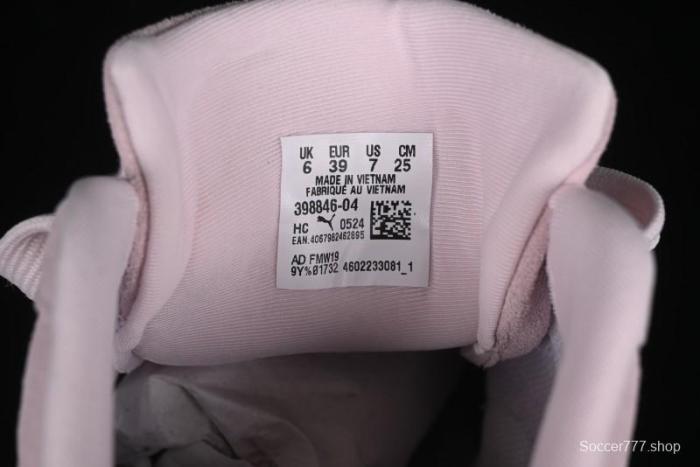 UK EUR US CM
6 39 7 25
MADE IN VIETNAM
FABRIQUÉ AU VIETNAM
398846-04
HC 0524
EAN.4067982462695
AD FMW19
9Y%01732 4602233081_1
Soccer777.shop